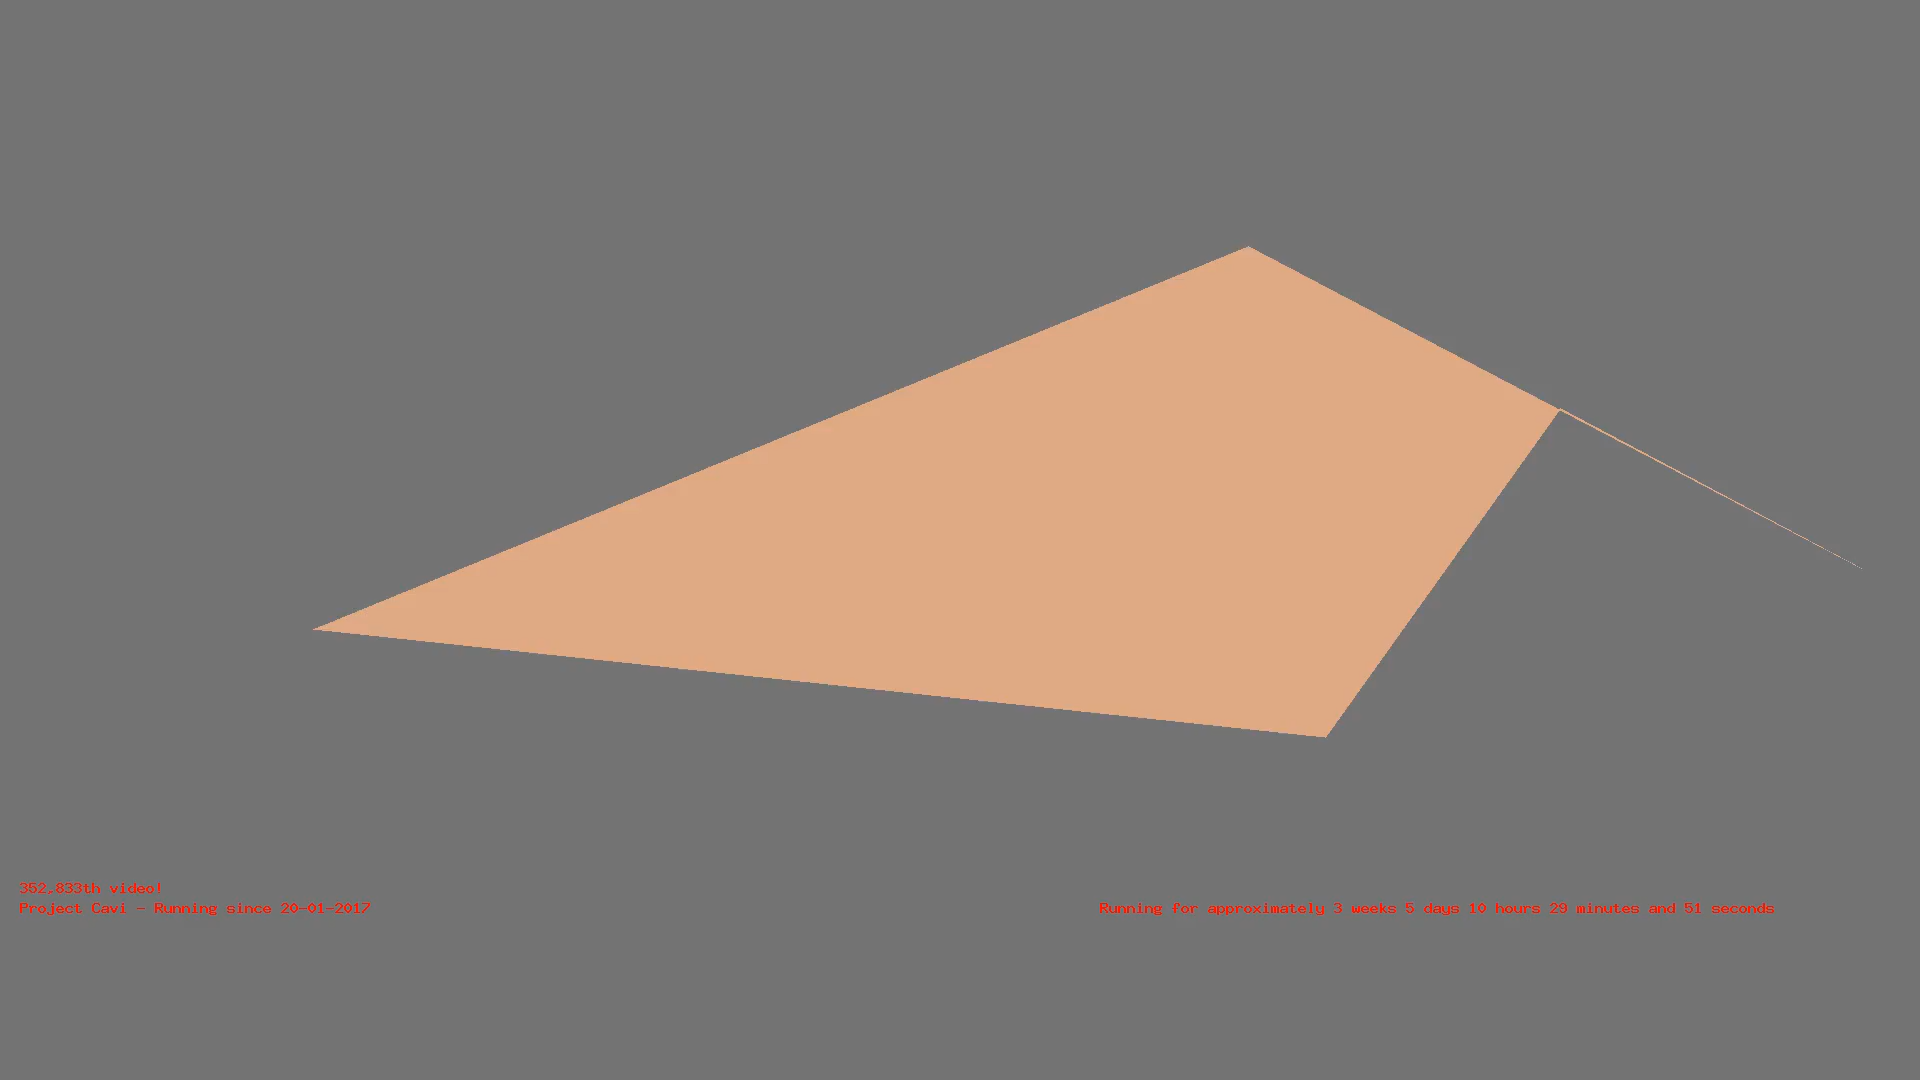 352.833th video!
Project Cavi - Running since 20-01-2017
Running for approximately 3 weeks 5 days 10 hours 29 minutes and 51 seconds